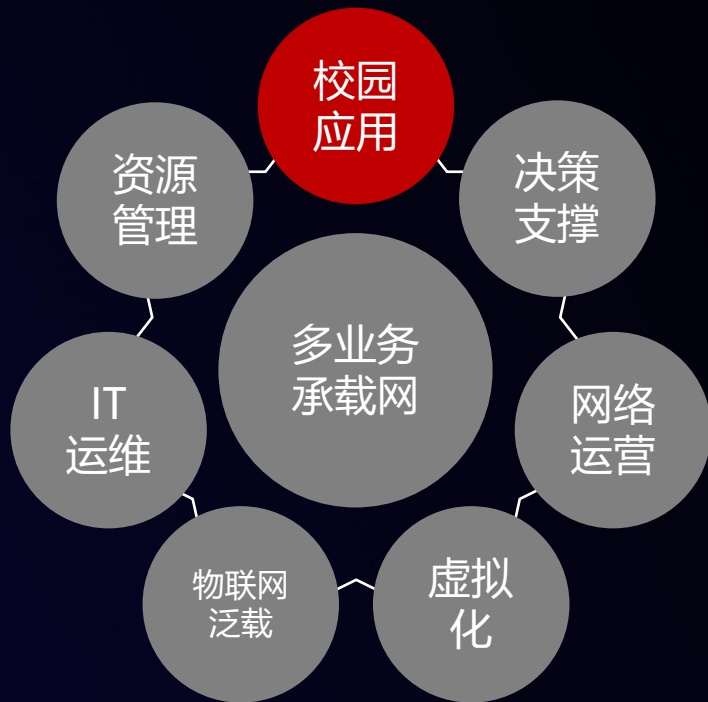 校园
应用
资源
管理
决策
支撑
多业务
承载网
IT
运维
网络
运营
物联网
泛载
虚拟
化